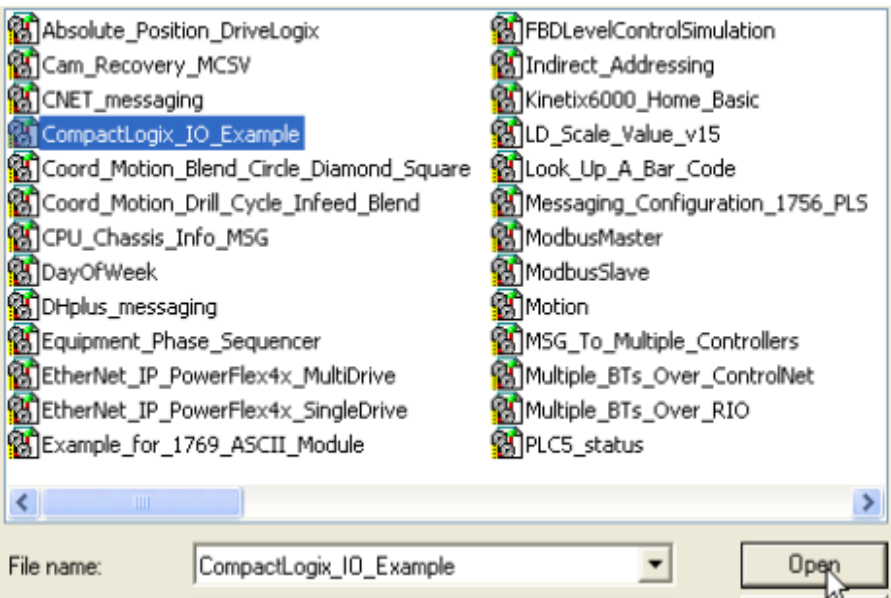 Absolute_Position_DriveLogix
Cam_Recovery_MCSV
CNET_messaging
CompactLogix_IO_Example
Coord_Motion_Blend_Circle_Diamond_Square
Coord_Motion_Drill_Cycle_Infeed_Blend
CPU_Chassis_Info_MSG
DayOfWeek
DHplus_messaging
Equipment_Phase_Sequencer
EtherNet_IP_PowerFlex4x_MultiDrive
EtherNet_IP_PowerFlex4x_SingleDrive
Example_for_1769_ASCII_Module
FBDLevelControlSimulation
Indirect_Addressing
Kinetix6000_Home_Basic
LD_Scale_Value_v15
Look_Up_A_Bar_Code
Messaging_Configuration_1756_PLS
ModbusMaster
ModbusSlave
Motion
MSG_To_Multiple_Controllers
Multiple_BTs_Over_ControlNet
Multiple_BTs_Over_RIO
PLC5_status
File name: CompactLogix_IO_Example Open